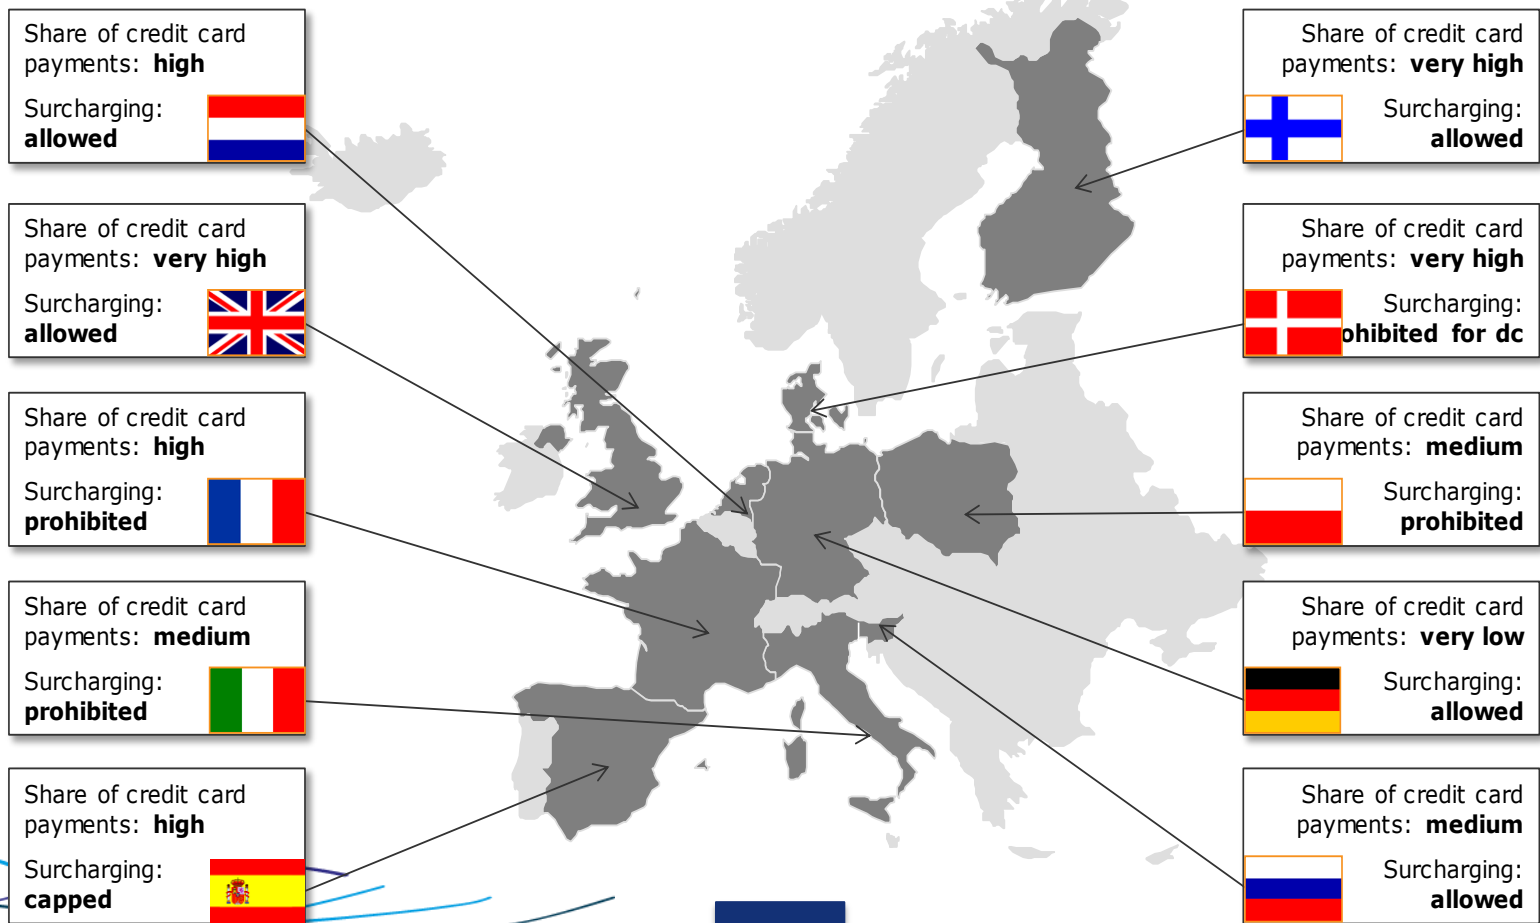 Share of credit card
payments: high
Surcharging:
allowed
Share of credit card
payments: very high
Surcharging:
allowed
Share of credit card
payments: high
Surcharging:
prohibited
Share of credit card
payments: medium
Surcharging:
prohibited
Share of credit card
payments: high
Surcharging:
capped
Share of credit card
payments: very high
Surcharging:
allowed
Share of credit card
payments: very high
Surcharging:
ohibited for dc
Share of credit card
payments: medium
Surcharging:
prohibited
Share of credit card
payments: very low
Surcharging:
allowed
Share of credit card
payments: medium
Surcharging:
allowed